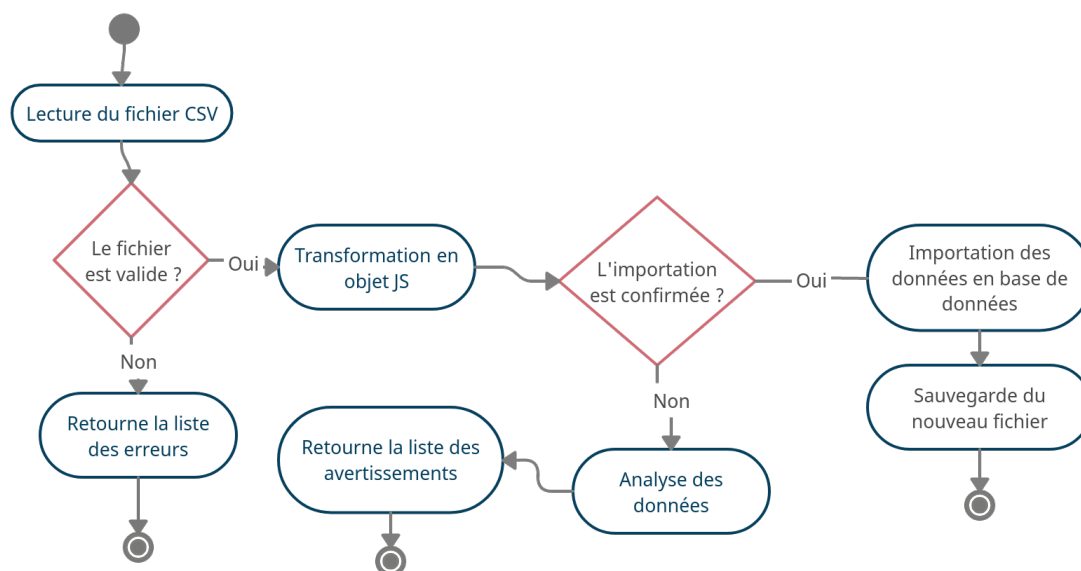 Lecture du fichier CSV
Le fichier
est valide ?
Oui
Transformation en
objet JS
L'importation
est confirmée ?
Oui
Importation des
données en base de
données
Non
Retourne la liste
des erreurs
Non
Retourne la liste des
avertissements
Analyse des
données
Sauvegarde du
nouveau fichier